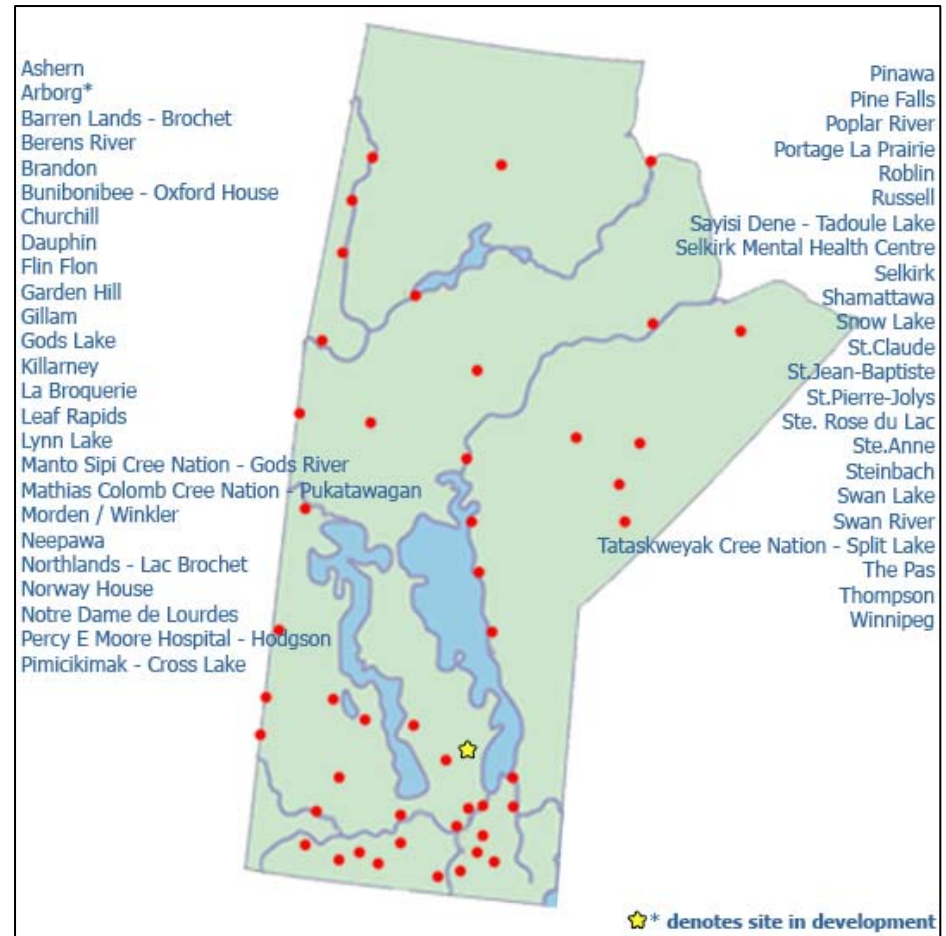 Ashern
Arborg*
Barren Lands - Brochet
Berens River
Brandon
Bunibonibee - Oxford House
Churchill
Dauphin
Flin Flon
Garden Hill
Gillam
Gods Lake
Killarney
La Broquerie
Leaf Rapids
Lynn Lake
Manto Sipi Cree Nation - Gods River
Mathias Colomb Cree Nation - Pukatawagan
Morden / Winkler
Neepawa
Northlands - Lac Brochet
Norway House
Notre Dame de Lourdes
Percy E Moore Hospital - Hodgson
Pimicikimak - Cross Lake
Pinawa
Pine Falls
Poplar River
Portage La Prairie
Roblin
Russell
Sayisi Dene - Tadoule Lake
Selkirk Mental Health Centre
Selkirk
Shamattawa
Snow Lake
St.Claude
St.Jean-Baptiste
St.Pierre-Jolys
Ste. Rose du Lac
Ste.Anne
Steinbach
Swan Lake
Swan River
Tataskweyak Cree Nation - Split Lake
The Pas
Thompson
Winnipeg
* denotes site in development